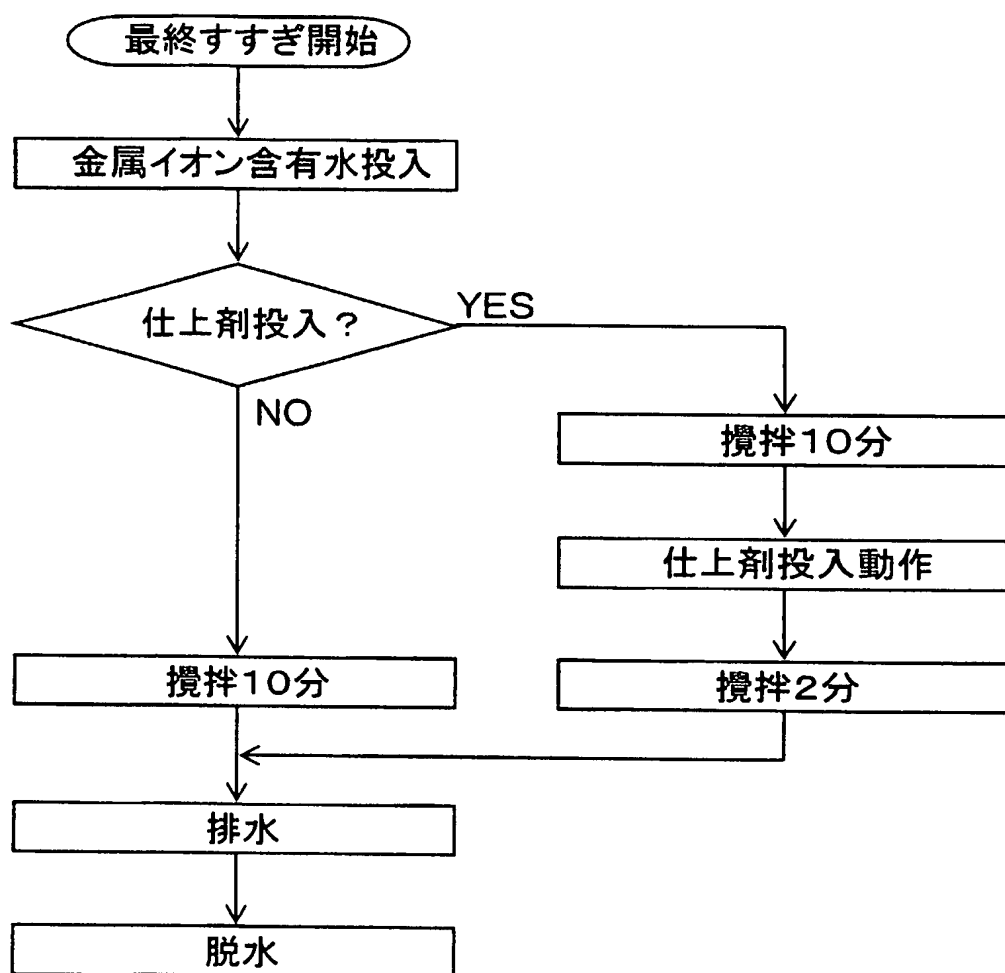 最終すすぎ開始
金属イオン含有水投入
仕上剤投入?
YES
NO
攪拌10分
仕上剤投入動作
攪拌10分
攪拌2分
排水
脱水